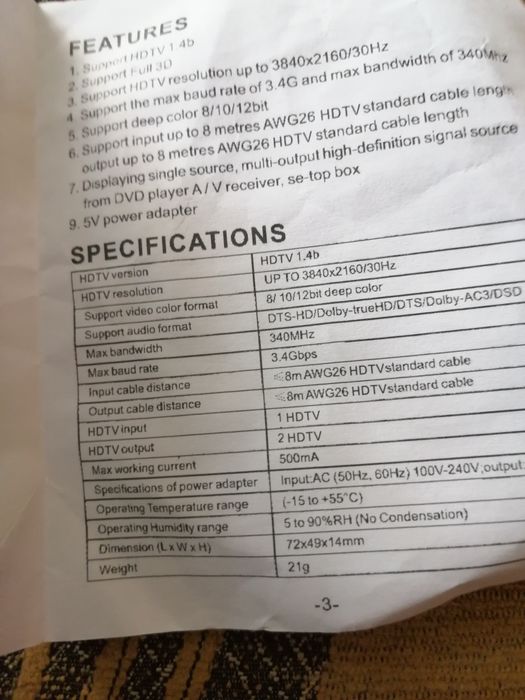 FEATURES
1. Support HDTV 1.4b
2. Support Full 3D
3. Support HDTV resolution up to 3840x2160/30Hz
4. Support the max baud rate of 3.4G and max bandwidth of 340Mhz
5. Support deep color 8/10/12bit
6. Support input up to 8 metres AWG26 HDTV standard cable length
output up to 8 metres AWG26 HDTV standard cable length
7. Displaying single source, multi-output high-definition signal source
from DVD player A/V receiver, se-top box
9. 5V power adapter
SPECIFICATIONS
HDTV version HDTV 1.4b
HDTV resolution UP TO 3840x2160/30Hz
Support video color format 8/ 10/12bit deep color
Support audio format DTS-HD/Dolby-trueHD/DTS/Dolby-AC3/DSD
Max bandwidth 340MHz
Max baud rate 3.4Gbps
Input cable distance ≤8m AWG26 HDTVstandard cable
Output cable distance ≤8m AWG26 HDTVstandard cable
HDTV input 1 HDTV
HDTV output 2 HDTV
Max working current 500mA
Specifications of power adapter Input:AC (50Hz, 60Hz) 100V-240V;output:
Operating Temperature range (-15 to +55°C)
Operating Humidity range 5 to 90%RH (No Condensation)
Dimension (L x W x H) 72x49x14mm
Weight 21g
-3-